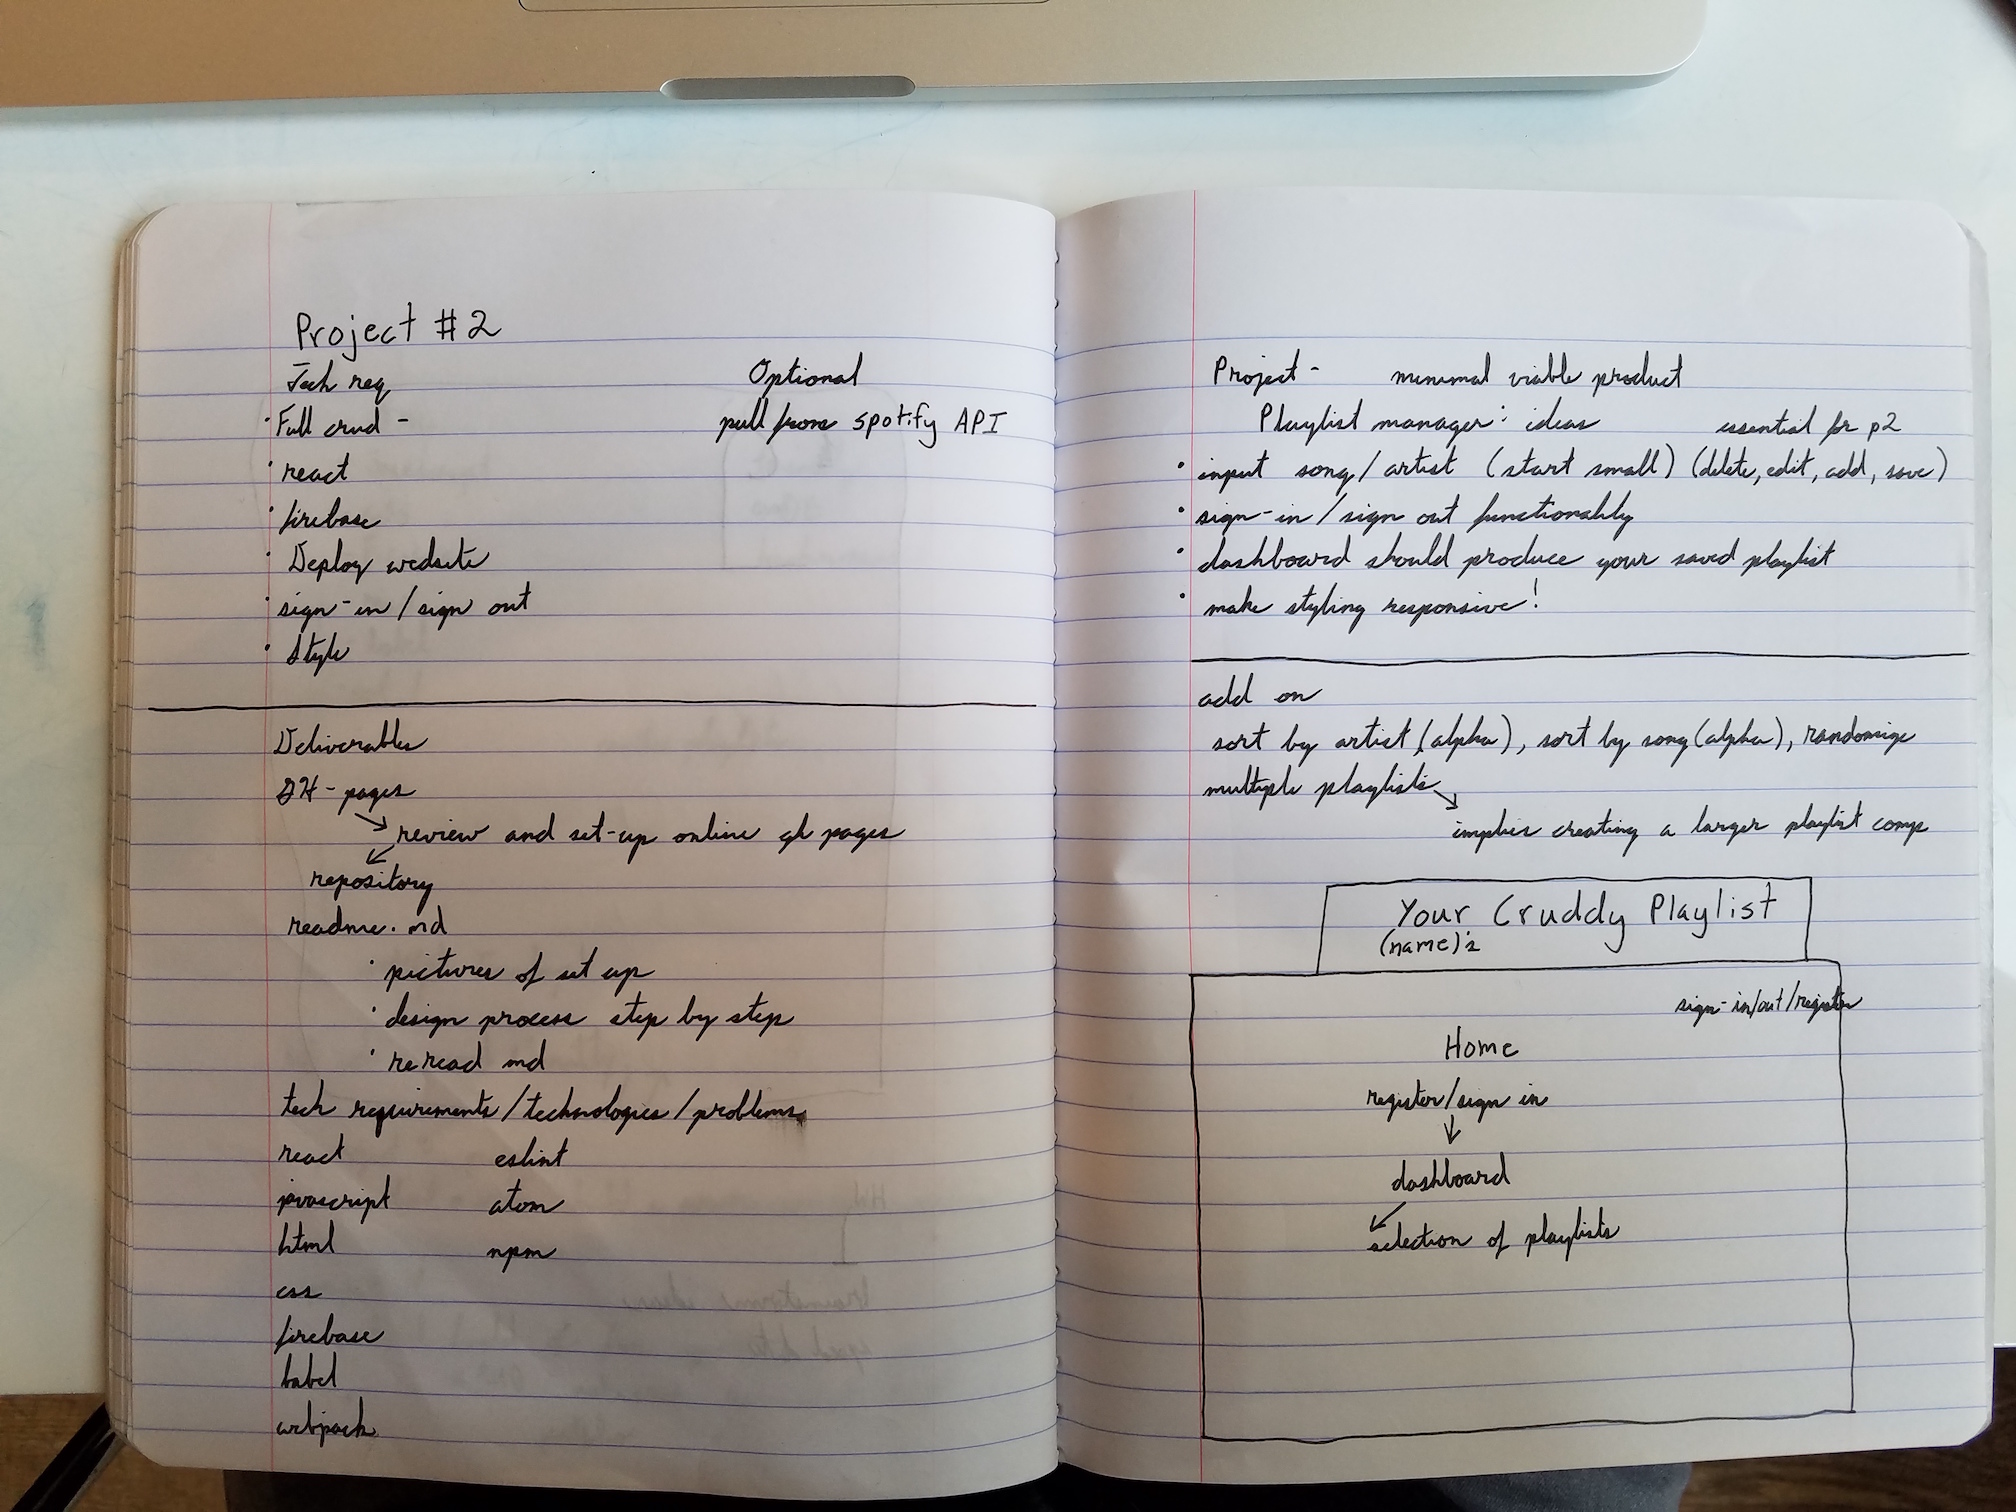 Project #2
Tech req
Optional
· Full crud -
pull from spotify API
· react
· firebase
· Deploy website
· sign-in/sign out
· Style
Deliverables
GH-pages
review and set-up online gh pages
repository
readme.md
· pictures of set up
· design process step by step
· reread md
tech requirements/technologies/problems
react eslint
javascript atom
html npm
css
firebase
babel
webpack
Project - minimal viable product
Playlist manager: ideas essential for p2
· input song/artist (start small) (delete, edit, add, save)
· sign-in/sign out functionality
· dashboard should produce your saved playlist
· make styling responsive!
add on
sort by artist (alpha), sort by song (alpha), randomize
multiple playlists
implies creating a larger playlist comp
Your Cruddy Playlist
(name)'s
sign-in/out/register
Home
register/sign in
dashboard
selection of playlists